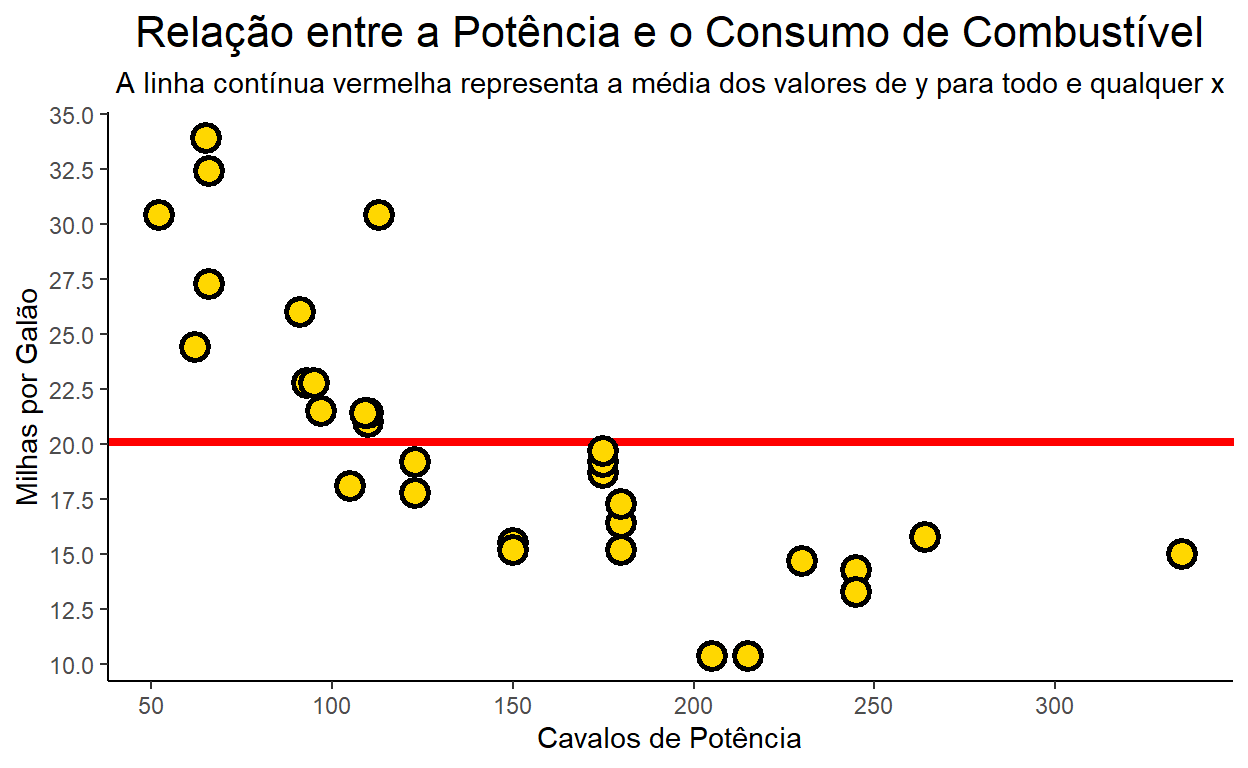 Relação entre a Potência e o Consumo de Combustível
A linha contínua vermelha representa a média dos valores de y para todo e qualquer x
Milhas por Galão
35.0
32.5
30.0
27.5
25.0
22.5
20.0
17.5
15.0
12.5
10.0
50 100 150 200 250 300
Cavalos de Potência